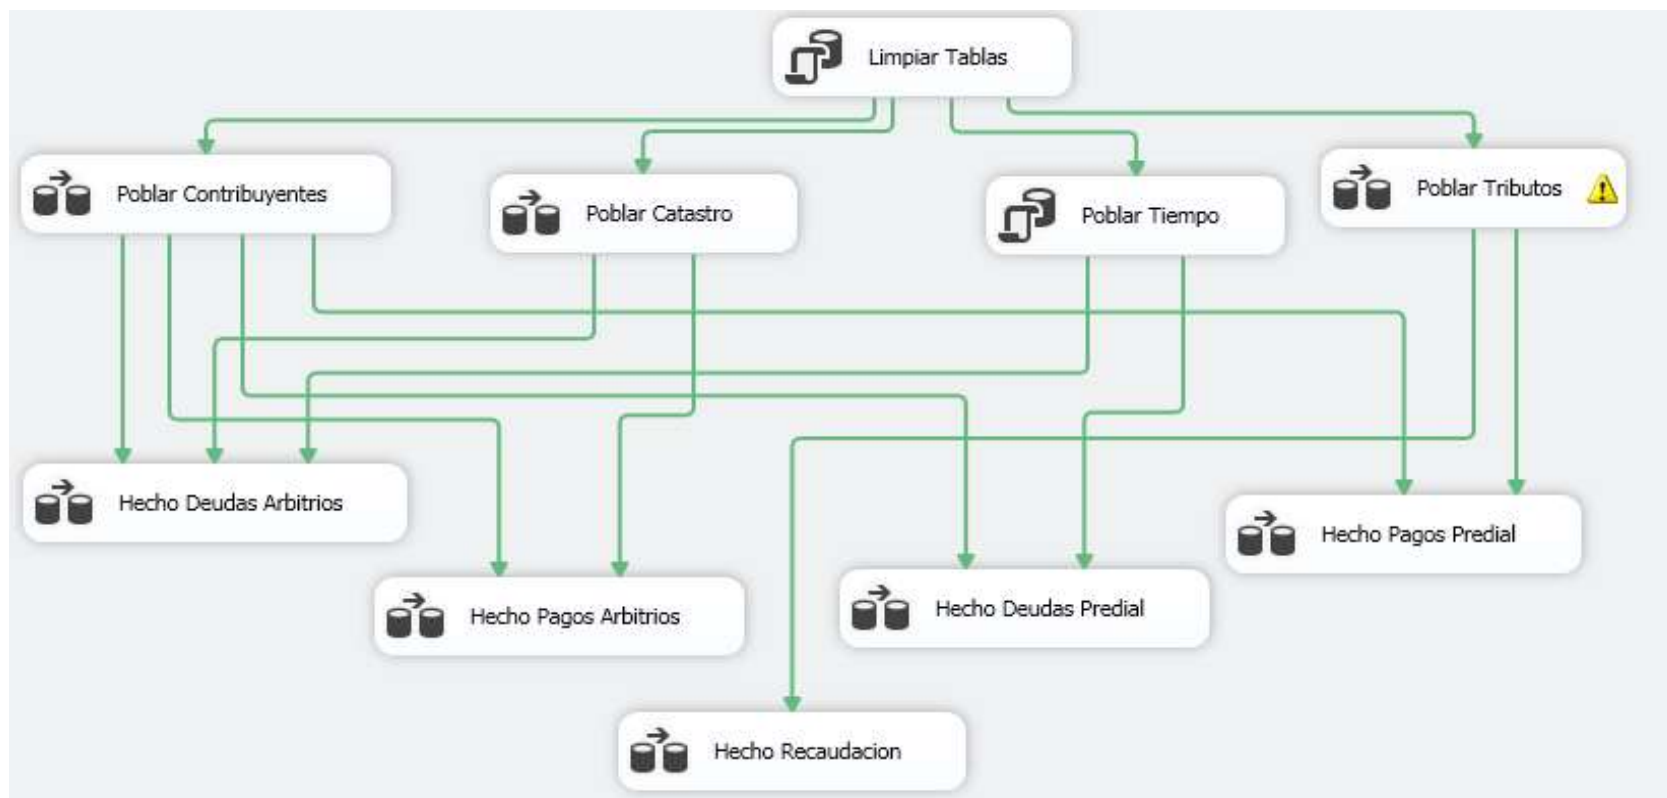 Limpiar Tablas
Poblar Contribuyentes
Poblar Catastro
Poblar Tiempo
Poblar Tributos
Hecho Deudas Arbitrios
Hecho Pagos Predial
Hecho Pagos Arbitrios
Hecho Deudas Predial
Hecho Recaudacion